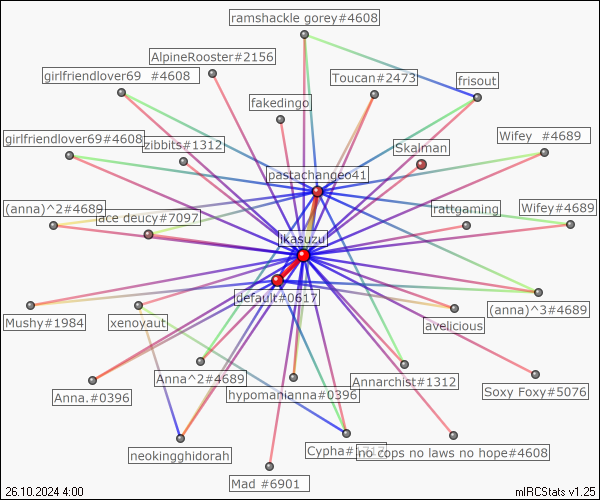 ramshackle gorey#4608
AlpineRooster#2156
girlfriendlover69 #4608
Toucan#2473
frisout
fakedingo
girlfriendlover69#4608
zibbits#1312
Skalman
Wifey #4689
pastachangeo41
(anna)^2#4689
ace deucy#7097
rattgaming
Wifey#4689
ikasuzu
default#0617
Mushy#1984
xenoyaut
avelicious
(anna)^3#4689
Anna.#0396
Anna^2#4689
hypomanianna#0396
Annarchist#1312
Soxy Foxy#5076
neokingghidorah
no cops no laws no hope#4608
Mad #6901
26.10.2024 4:00
mIRCStats v1.25